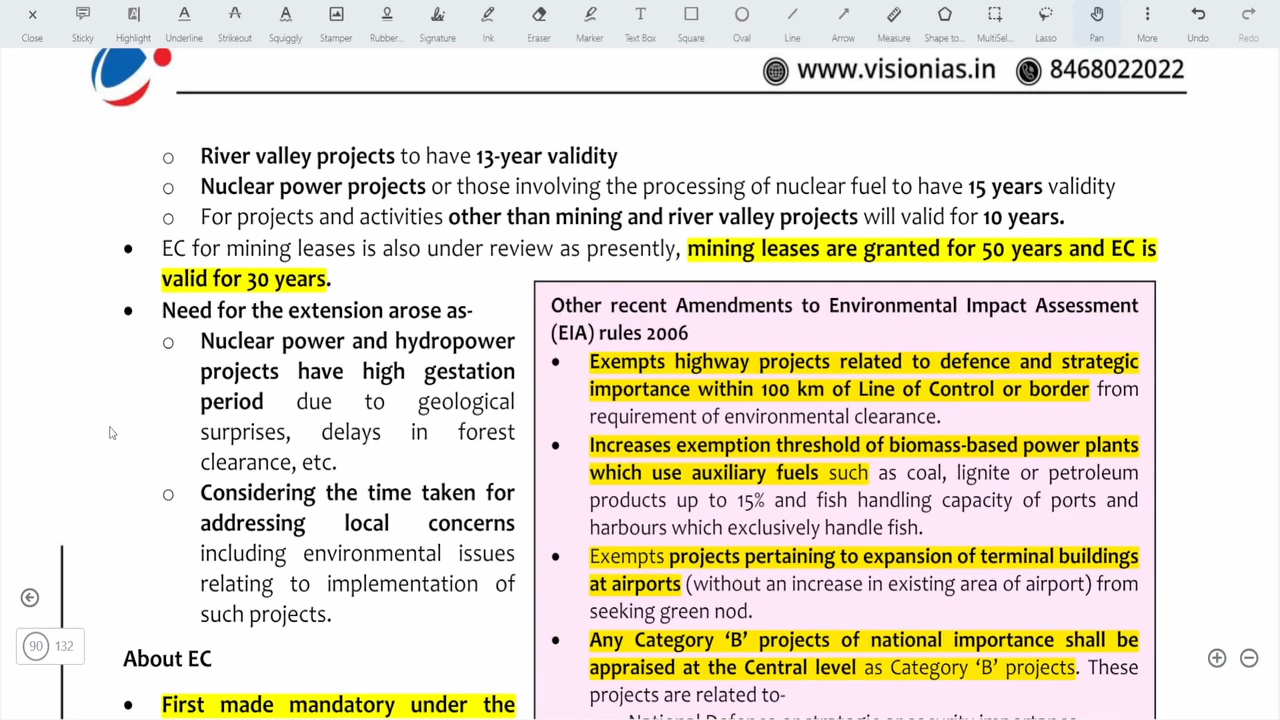 Close
Sticky
Highlight
Underline
Strikeout
Squiggly
Stamper
Rubber...
Signature
Ink
Eraser
Marker
Text Box
Square
Oval
Line
Arrow
Measure
Shape to...
MultiSel...
Lasso
Pan
More
Undo
Redo
www.visionias.in 8468022022
o River valley projects to have 13-year validity
o Nuclear power projects or those involving the processing of nuclear fuel to have 15 years validity
o For projects and activities other than mining and river valley projects will valid for 10 years.
• EC for mining leases is also under review as presently, mining leases are granted for 50 years and EC is
valid for 30 years.
• Need for the extension arose as-
o Nuclear power and hydropower
projects have high gestation
period due to geological
surprises, delays in forest
clearance, etc.
o Considering the time taken for
addressing local concerns
including environmental issues
relating to implementation of
such projects.
About EC
• First made mandatory under the
Other recent Amendments to Environmental Impact Assessment
(EIA) rules 2006
• Exempts highway projects related to defence and strategic
importance within 100 km of Line of Control or border from
requirement of environmental clearance.
• Increases exemption threshold of biomass-based power plants
which use auxiliary fuels such as coal, lignite or petroleum
products up to 15% and fish handling capacity of ports and
harbours which exclusively handle fish.
• Exempts projects pertaining to expansion of terminal buildings
at airports (without an increase in existing area of airport) from
seeking green nod.
• Any Category ‘B’ projects of national importance shall be
appraised at the Central level as Category ‘B’ projects. These
projects are related to-
National Defence or strategic or security importance
90 132